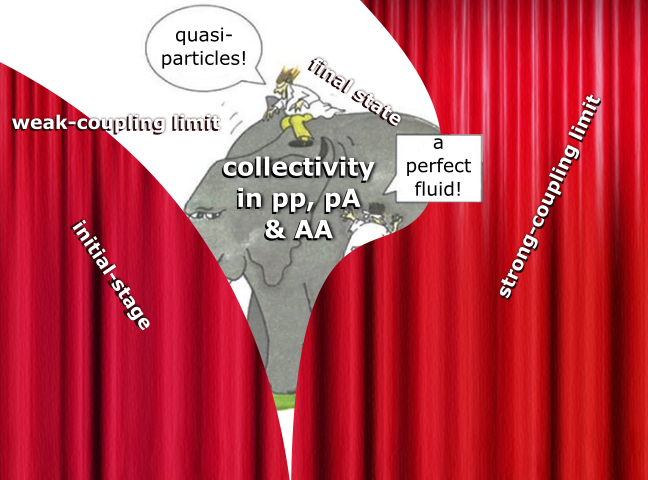 quasi-
particles!
final state
weak-coupling limit
a
perfect
fluid!
collectivity
in pp, pA
& AA
strong-coupling limit
initial-stage